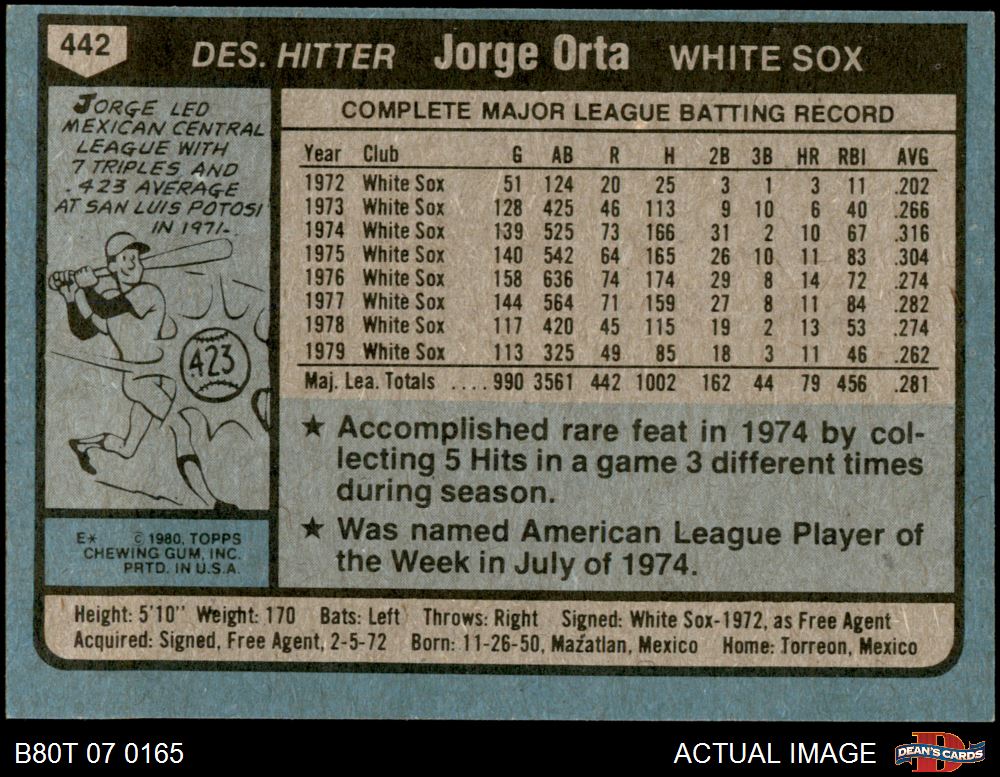 442
DES. HITTER Jorge Orta WHITE SOX
JORGE LED
MEXICAN CENTRAL
LEAGUE WITH
7 TRIPLES AND
.423 AVERAGE
AT SAN LUIS POTOSI
IN 1971.
423
E* © 1980, TOPPS
CHEWING GUM, INC.
PRTD. IN U.S.A.
COMPLETE MAJOR LEAGUE BATTING RECORD
Year Club G AB R H 2B 3B HR RBI AVG
1972 White Sox 51 124 20 25 3 1 3 11 .202
1973 White Sox 128 425 46 113 9 10 6 40 .266
1974 White Sox 139 525 73 166 31 2 10 67 .316
1975 White Sox 140 542 64 165 26 10 11 83 .304
1976 White Sox 158 636 74 174 29 8 14 72 .274
1977 White Sox 144 564 71 159 27 8 11 84 .282
1978 White Sox 117 420 45 115 19 2 13 53 .274
1979 White Sox 113 325 49 85 18 3 11 46 .262
Maj. Lea. Totals ....990 3561 442 1002 162 44 79 456 .281
★ Accomplished rare feat in 1974 by col-
lecting 5 Hits in a game 3 different times
during season.
★ Was named American League Player of
the Week in July of 1974.
Height: 5'10" Weight: 170 Bats: Left Throws: Right Signed: White Sox-1972, as Free Agent
Acquired: Signed, Free Agent, 2-5-72 Born: 11-26-50, Mazatlan, Mexico Home: Torreon, Mexico
B80T 07 0165 ACTUAL IMAGE DEAN'S CARDS